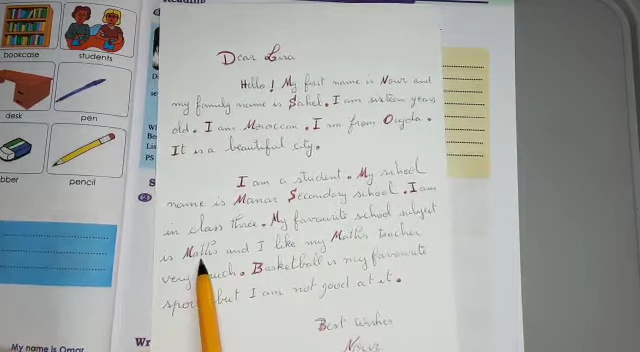 Reading
bookcase
students
desk
pen
bber
pencil
My name is Omar
Wr
Dear Lisa
Hello! My first name is Nour and
my family name is Sahel. I am sixteen years
old. I am Moroccan. I am from Oujda.
It is a beautiful city.
I am a student. My school
name is Manar Secondary school. I am
in class three. My favourite school subject
is Maths and I like my Maths teacher
very much. Basketball is my favourite
sport but I am not good at it.
Best wishes
Nour